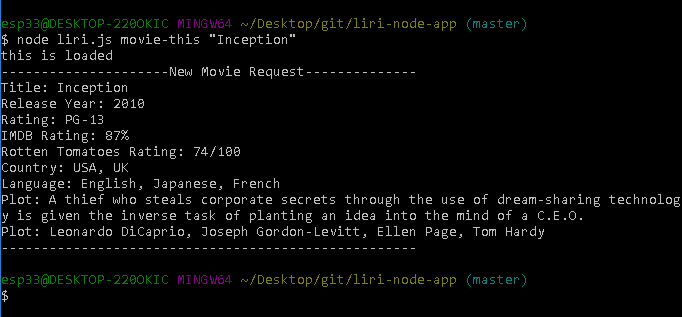 esp33@DESKTOP-220OKIC MINGW64 ~/Desktop/git/liri-node-app (master)
$ node liri.js movie-this "Inception"
this is loaded
---------------------New Movie Request--------------
Title: Inception
Release Year: 2010
Rating: PG-13
IMDB Rating: 87%
Rotten Tomatoes Rating: 74/100
Country: USA, UK
Language: English, Japanese, French
Plot: A thief who steals corporate secrets through the use of dream-sharing technolog
y is given the inverse task of planting an idea into the mind of a C.E.O.
Plot: Leonardo DiCaprio, Joseph Gordon-Levitt, Ellen Page, Tom Hardy
----------------------------------------------------
esp33@DESKTOP-220OKIC MINGW64 ~/Desktop/git/liri-node-app (master)
$